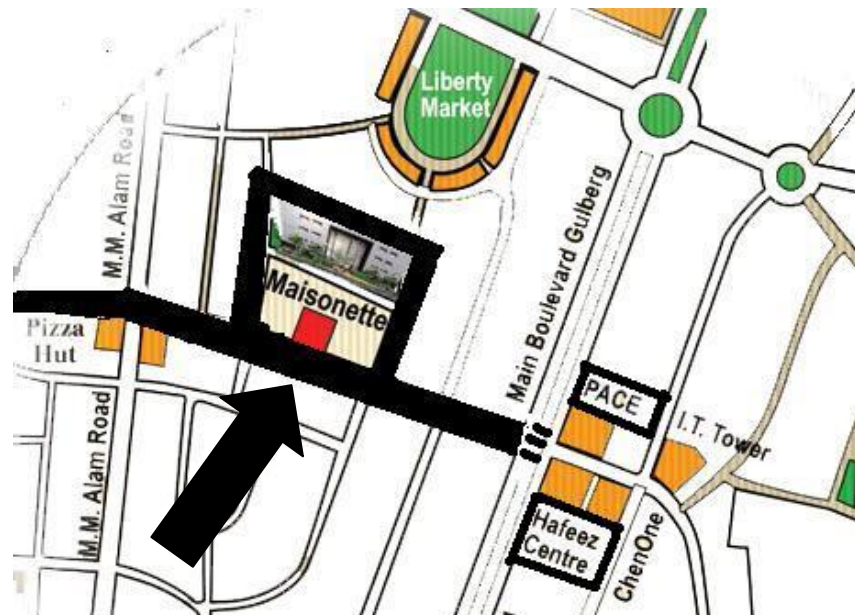 Liberty
Market
M.M. Alam Road
Main Boulevard Gulberg
Maisonette
Pizza
Hut
PACE
I.T. Tower
M.M. Alam Road
Hafeez
Centre
ChenOne